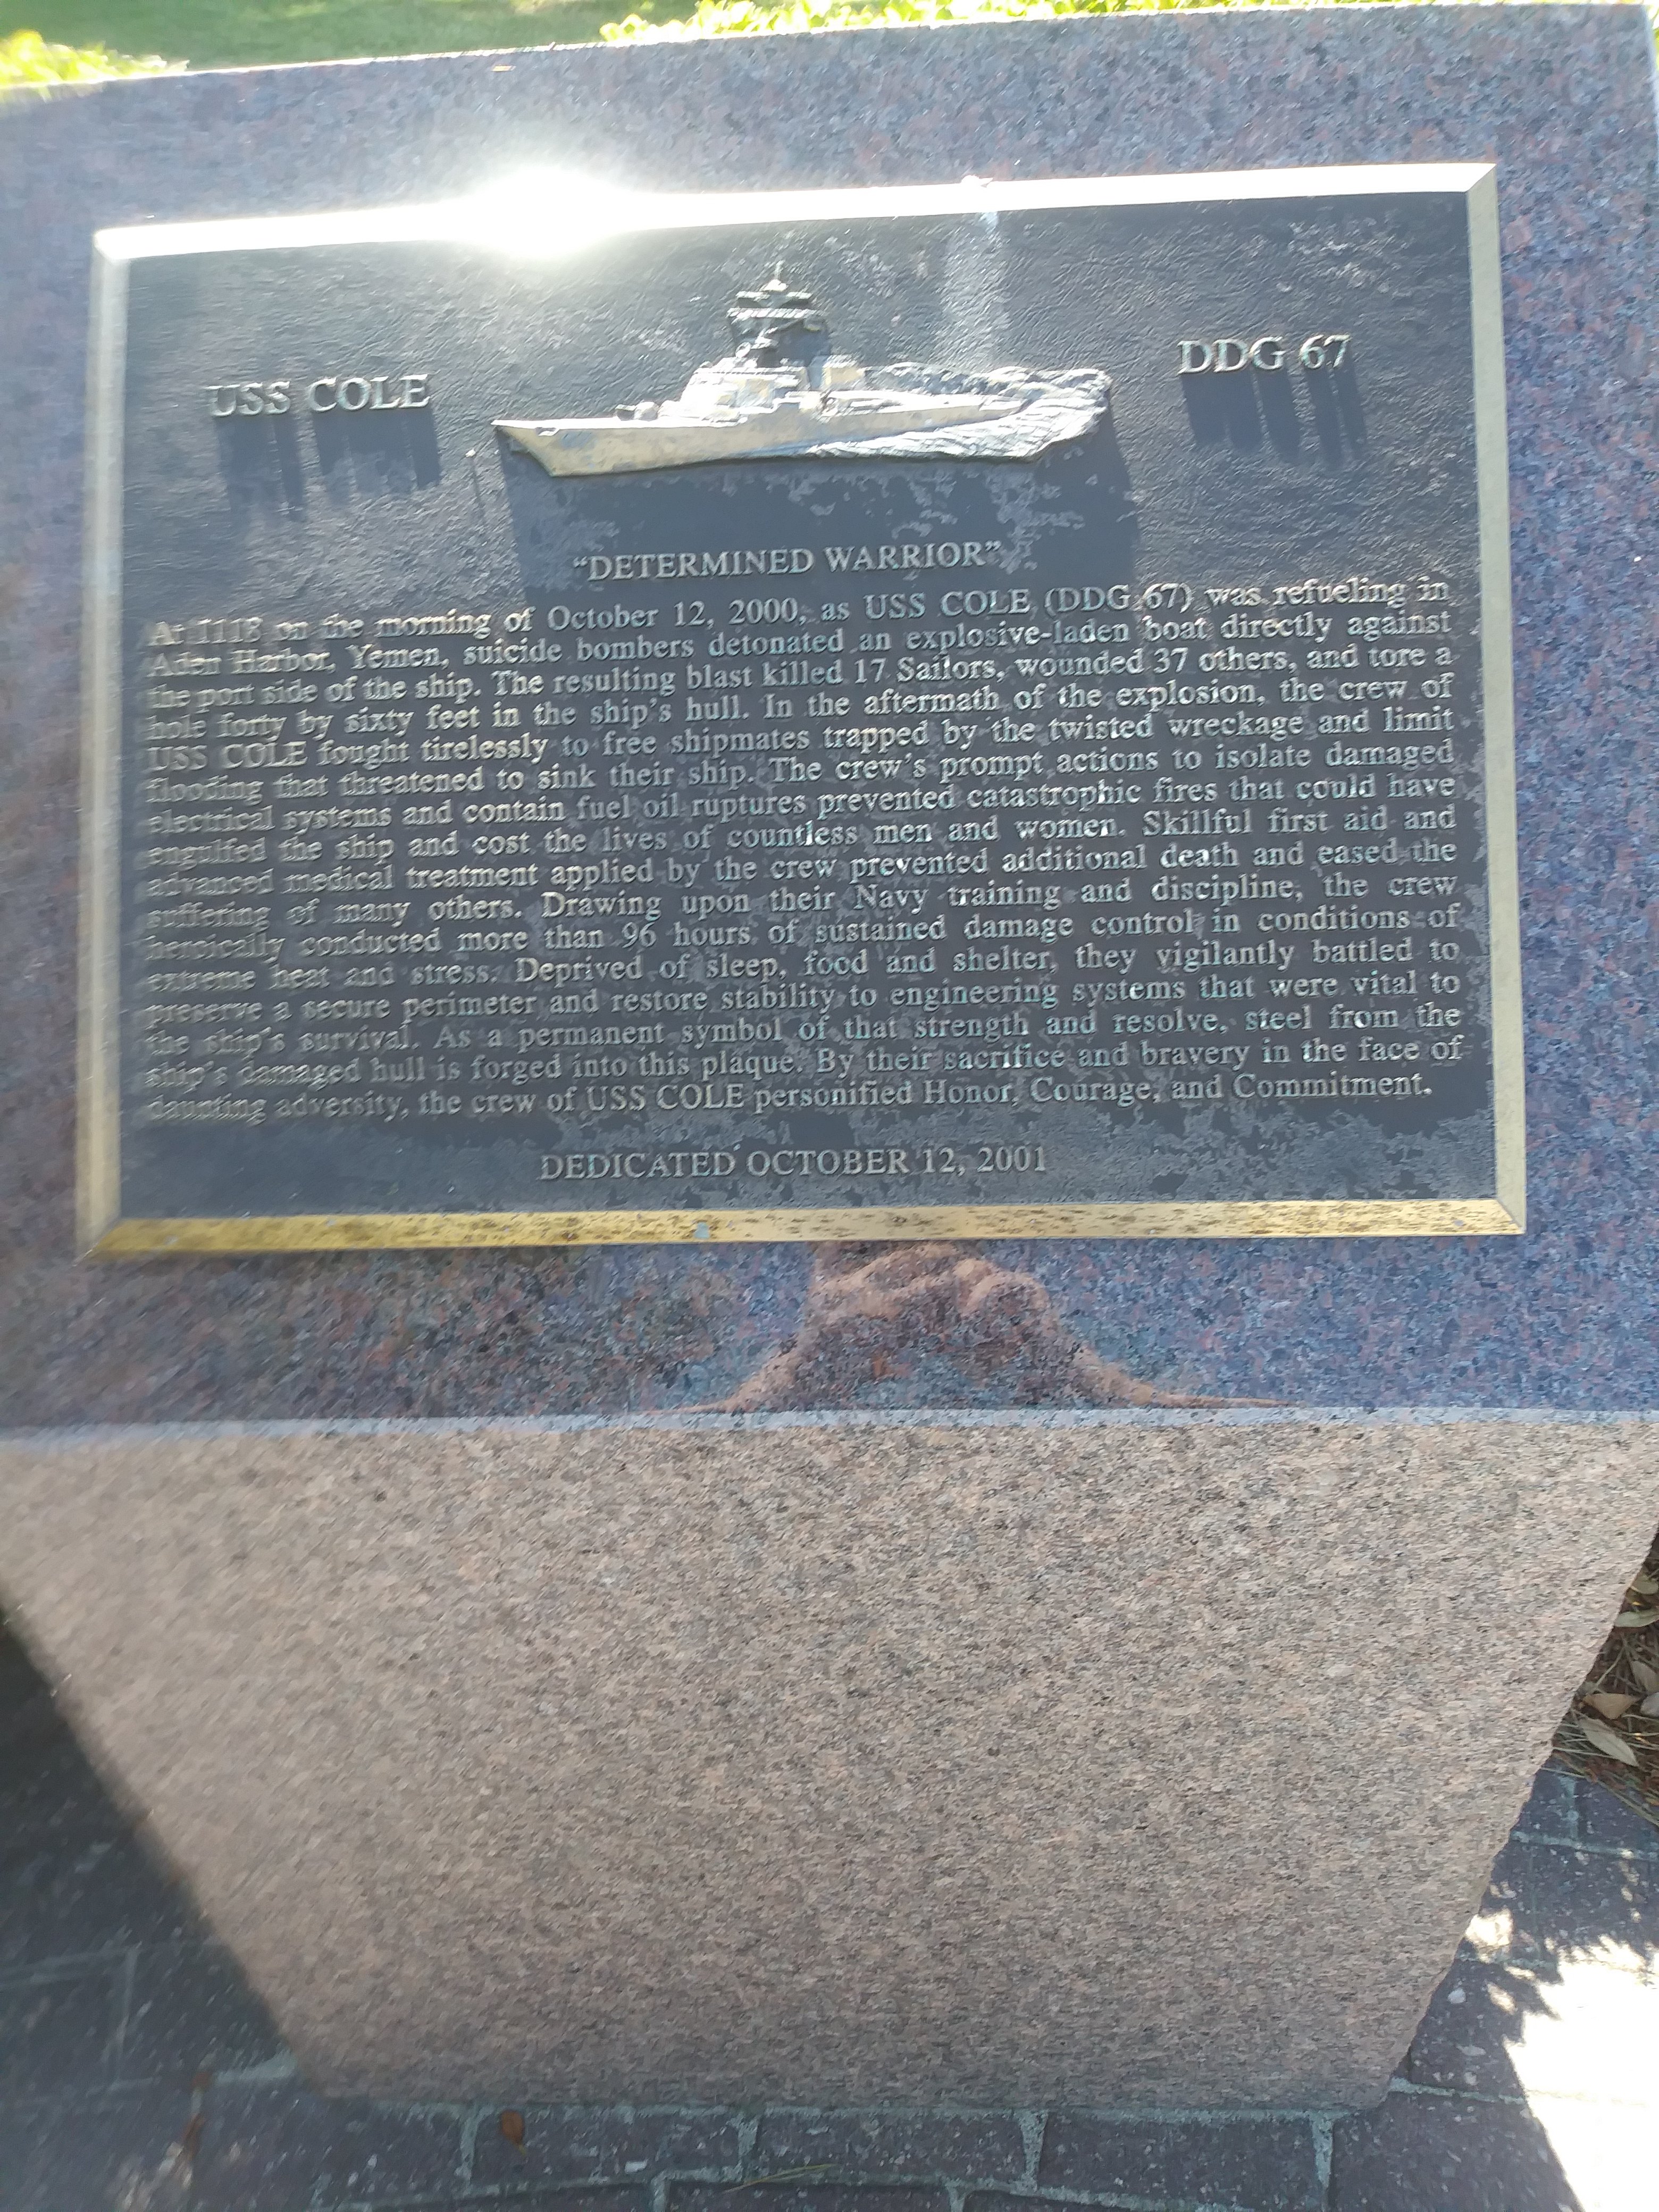 USS COLE
DDG 67
"DETERMINED WARRIOR"
At 1118 on the morning of October 12, 2000, as USS COLE (DDG 67) was refueling in
Aden Harbor, Yemen, suicide bombers detonated an explosive-laden boat directly against
the port side of the ship. The resulting blast killed 17 Sailors, wounded 37 others, and tore a
hole forty by sixty feet in the ship's hull. In the aftermath of the explosion, the crew of
USS COLE fought tirelessly to free shipmates trapped by the twisted wreckage and limit
flooding that threatened to sink their ship. The crew's prompt actions to isolate damaged
electrical systems and contain fuel oil ruptures prevented catastrophic fires that could have
engulfed the ship and cost the lives of countless men and women. Skillful first aid and
advanced medical treatment applied by the crew prevented additional death and eased the
suffering of many others. Drawing upon their Navy training and discipline, the crew
heroically conducted more than 96 hours of sustained damage control in conditions of
extreme heat and stress. Deprived of sleep, food and shelter, they vigilantly battled to
preserve a secure perimeter and restore stability to engineering systems that were vital to
the ship's survival. As a permanent symbol of that strength and resolve, steel from the
ship's damaged hull is forged into this plaque. By their sacrifice and bravery in the face of
daunting adversity, the crew of USS COLE personified Honor, Courage, and Commitment.
DEDICATED OCTOBER 12, 2001